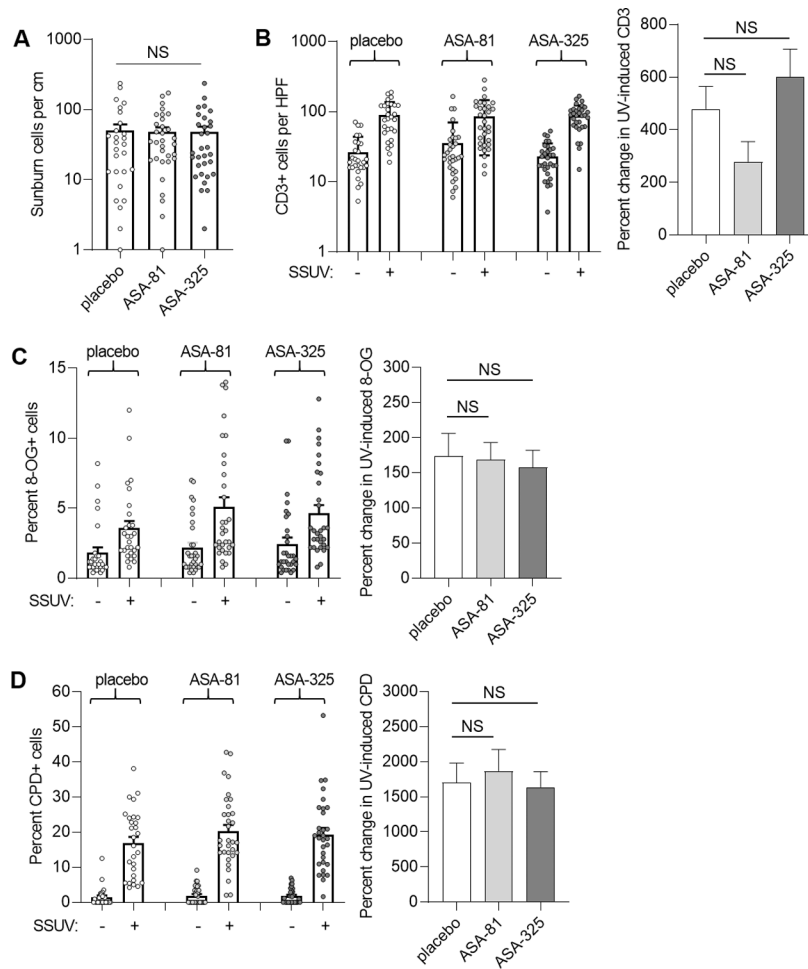 A
Sunburn cells per cm
1000
100
10
1
NS
placebo
ASA-81
ASA-325
B
CD3+ cells per HPF
1000
100
10
1
placebo
ASA-81
ASA-325
SSUV: - + - + - +
Percent change in UV-induced CD3
800
600
400
200
0
NS
NS
placebo
ASA-81
ASA-325
C
Percent 8-OG+ cells
15
10
5
0
placebo
ASA-81
ASA-325
SSUV: - + - + - +
Percent change in UV-induced 8-OG
300
250
200
150
100
50
0
NS
NS
placebo
ASA-81
ASA-325
D
Percent CPD+ cells
60
50
40
30
20
10
0
placebo
ASA-81
ASA-325
SSUV: - + - + - +
Percent change in UV-induced CPD
3000
2500
2000
1500
1000
500
0
NS
NS
placebo
ASA-81
ASA-325